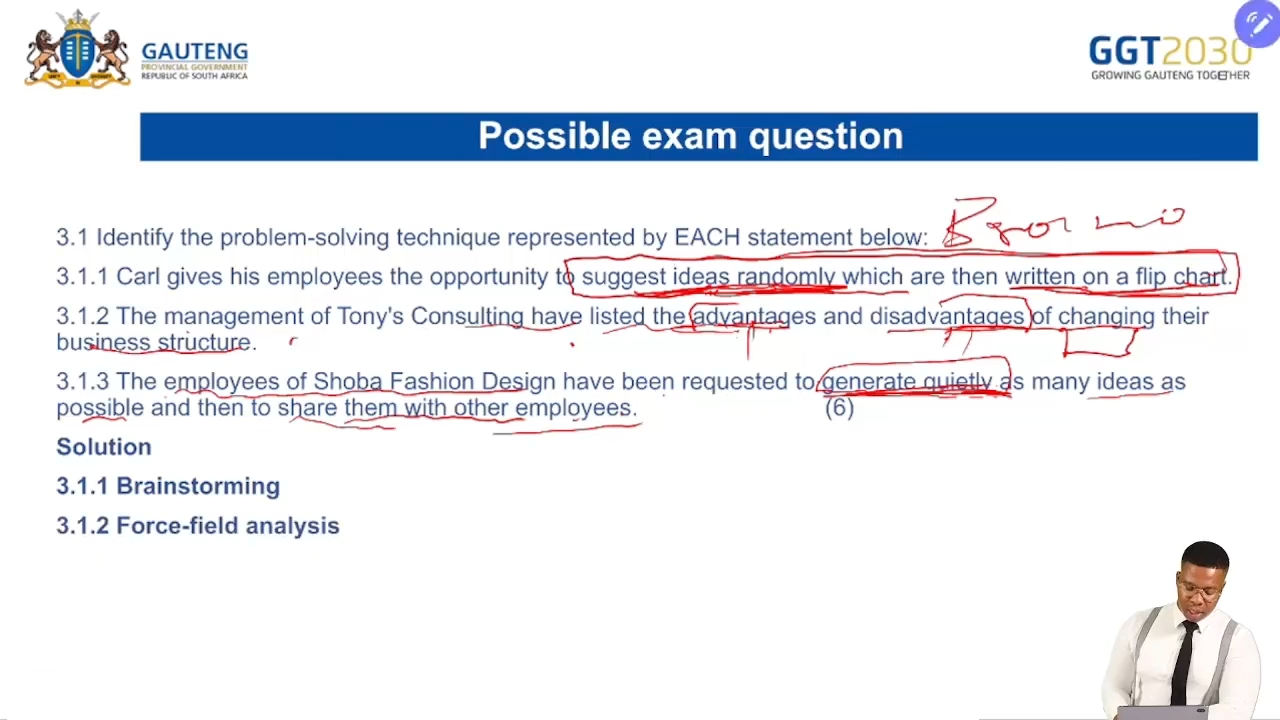 GAUTENG
PROVINCIAL GOVERNMENT
REPUBLIC OF SOUTH AFRICA
GGT2030
GROWING GAUTENG TOGETHER
Possible exam question
3.1 Identify the problem-solving technique represented by EACH statement below:
3.1.1 Carl gives his employees the opportunity to suggest ideas randomly which are then written on a flip chart.
3.1.2 The management of Tony's Consulting have listed the advantages and disadvantages of changing their
business structure.
3.1.3 The employees of Shoba Fashion Design have been requested to generate quietly as many ideas as
possible and then to share them with other employees. (6)
Solution
3.1.1 Brainstorming
3.1.2 Force-field analysis